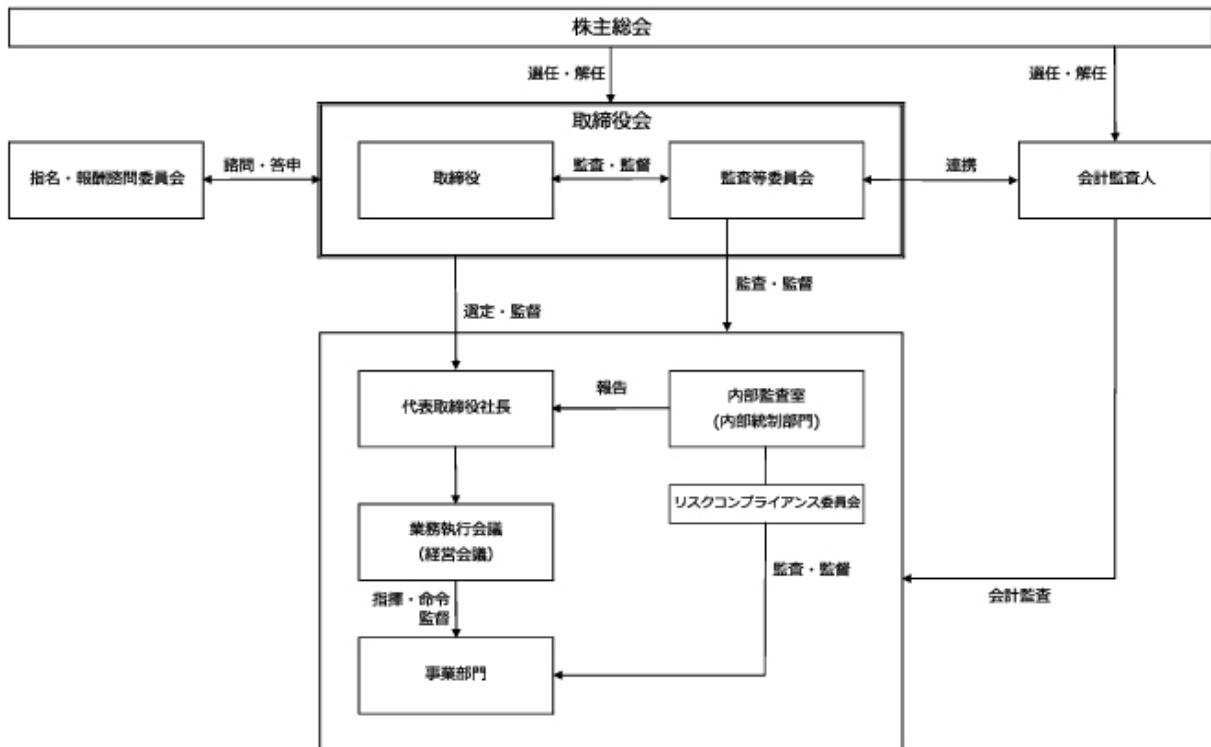 株主総会
選任・解任
選任・解任
取締役会
指名・報酬諮問委員会
諮問・答申
取締役
監査・監督
監査等委員会
連携
会計監査人
監査・監督
選定・監督
代表取締役社長
報告
内部監査室
(内部統制部門)
リスクコンプライアンス委員会
業務執行会議
(経営会議)
監査・監督
会計監査
指揮・命令
監督
事業部門